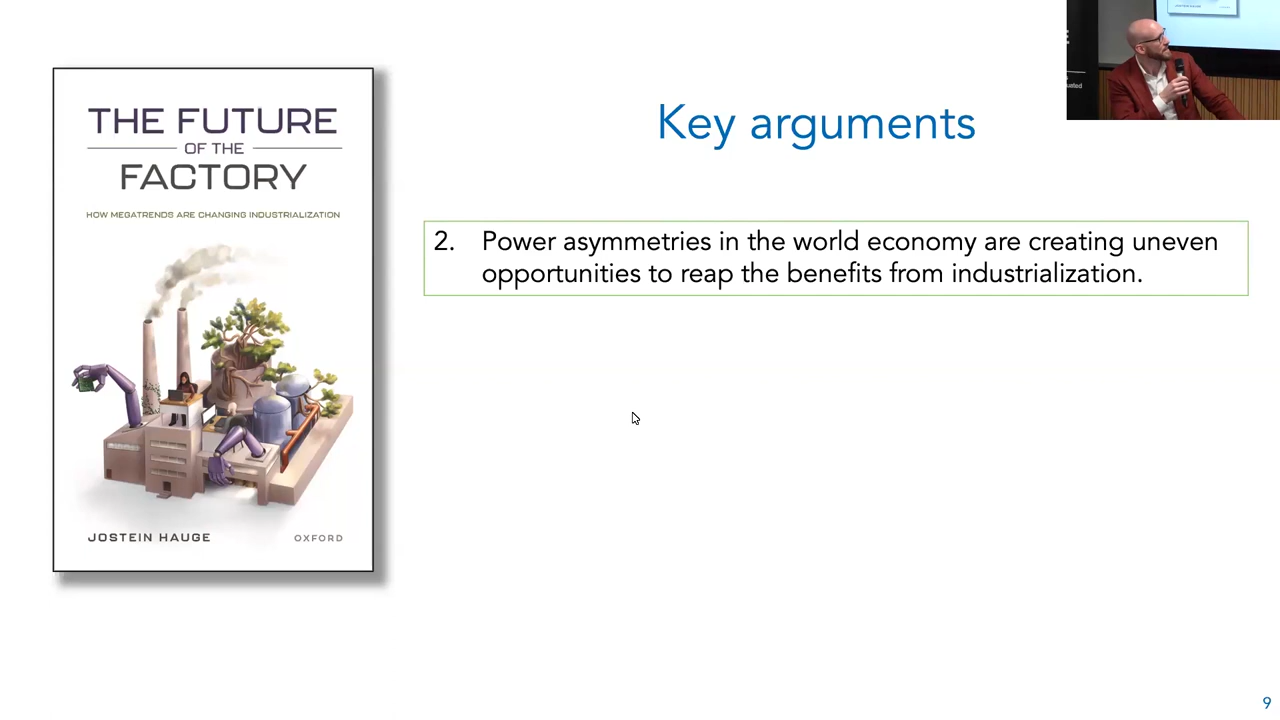 THE FUTURE
OF THE
FACTORY
HOW MEGATRENDS ARE CHANGING INDUSTRIALIZATION
JOSTEIN HAUGE
OXFORD
Key arguments
2. Power asymmetries in the world economy are creating uneven
opportunities to reap the benefits from industrialization.
9